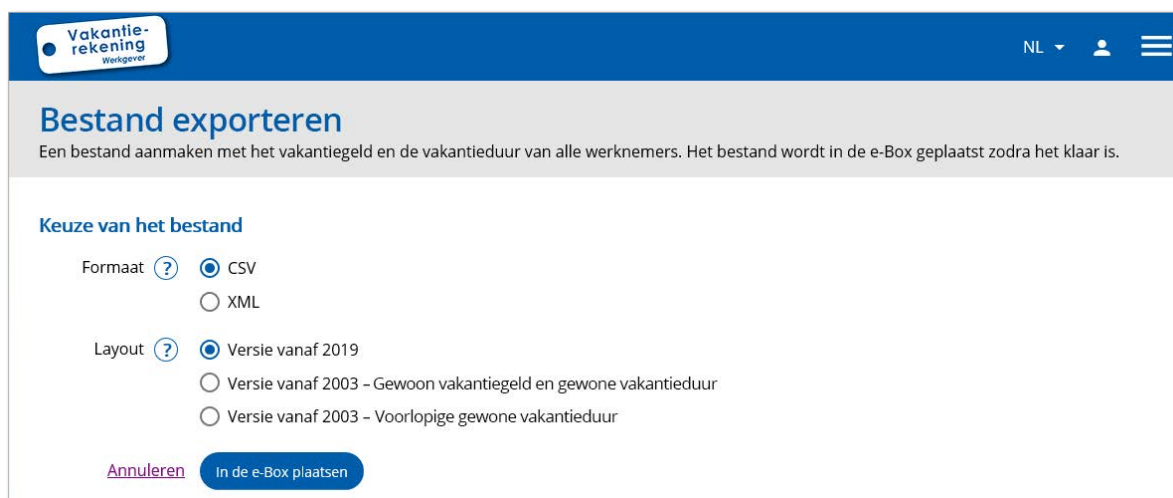 Vakantie-
rekening
Werkgever
NL
Bestand exporteren
Een bestand aanmaken met het vakantiegeld en de vakantieduur van alle werknemers. Het bestand wordt in de e-Box geplaatst zodra het klaar is.
Keuze van het bestand
Formaat ? CSV
XML
Layout ? Versie vanaf 2019
Versie vanaf 2003 – Gewoon vakantiegeld en gewone vakantieduur
Versie vanaf 2003 – Voorlopige gewone vakantieduur
Annuleren In de e-Box plaatsen